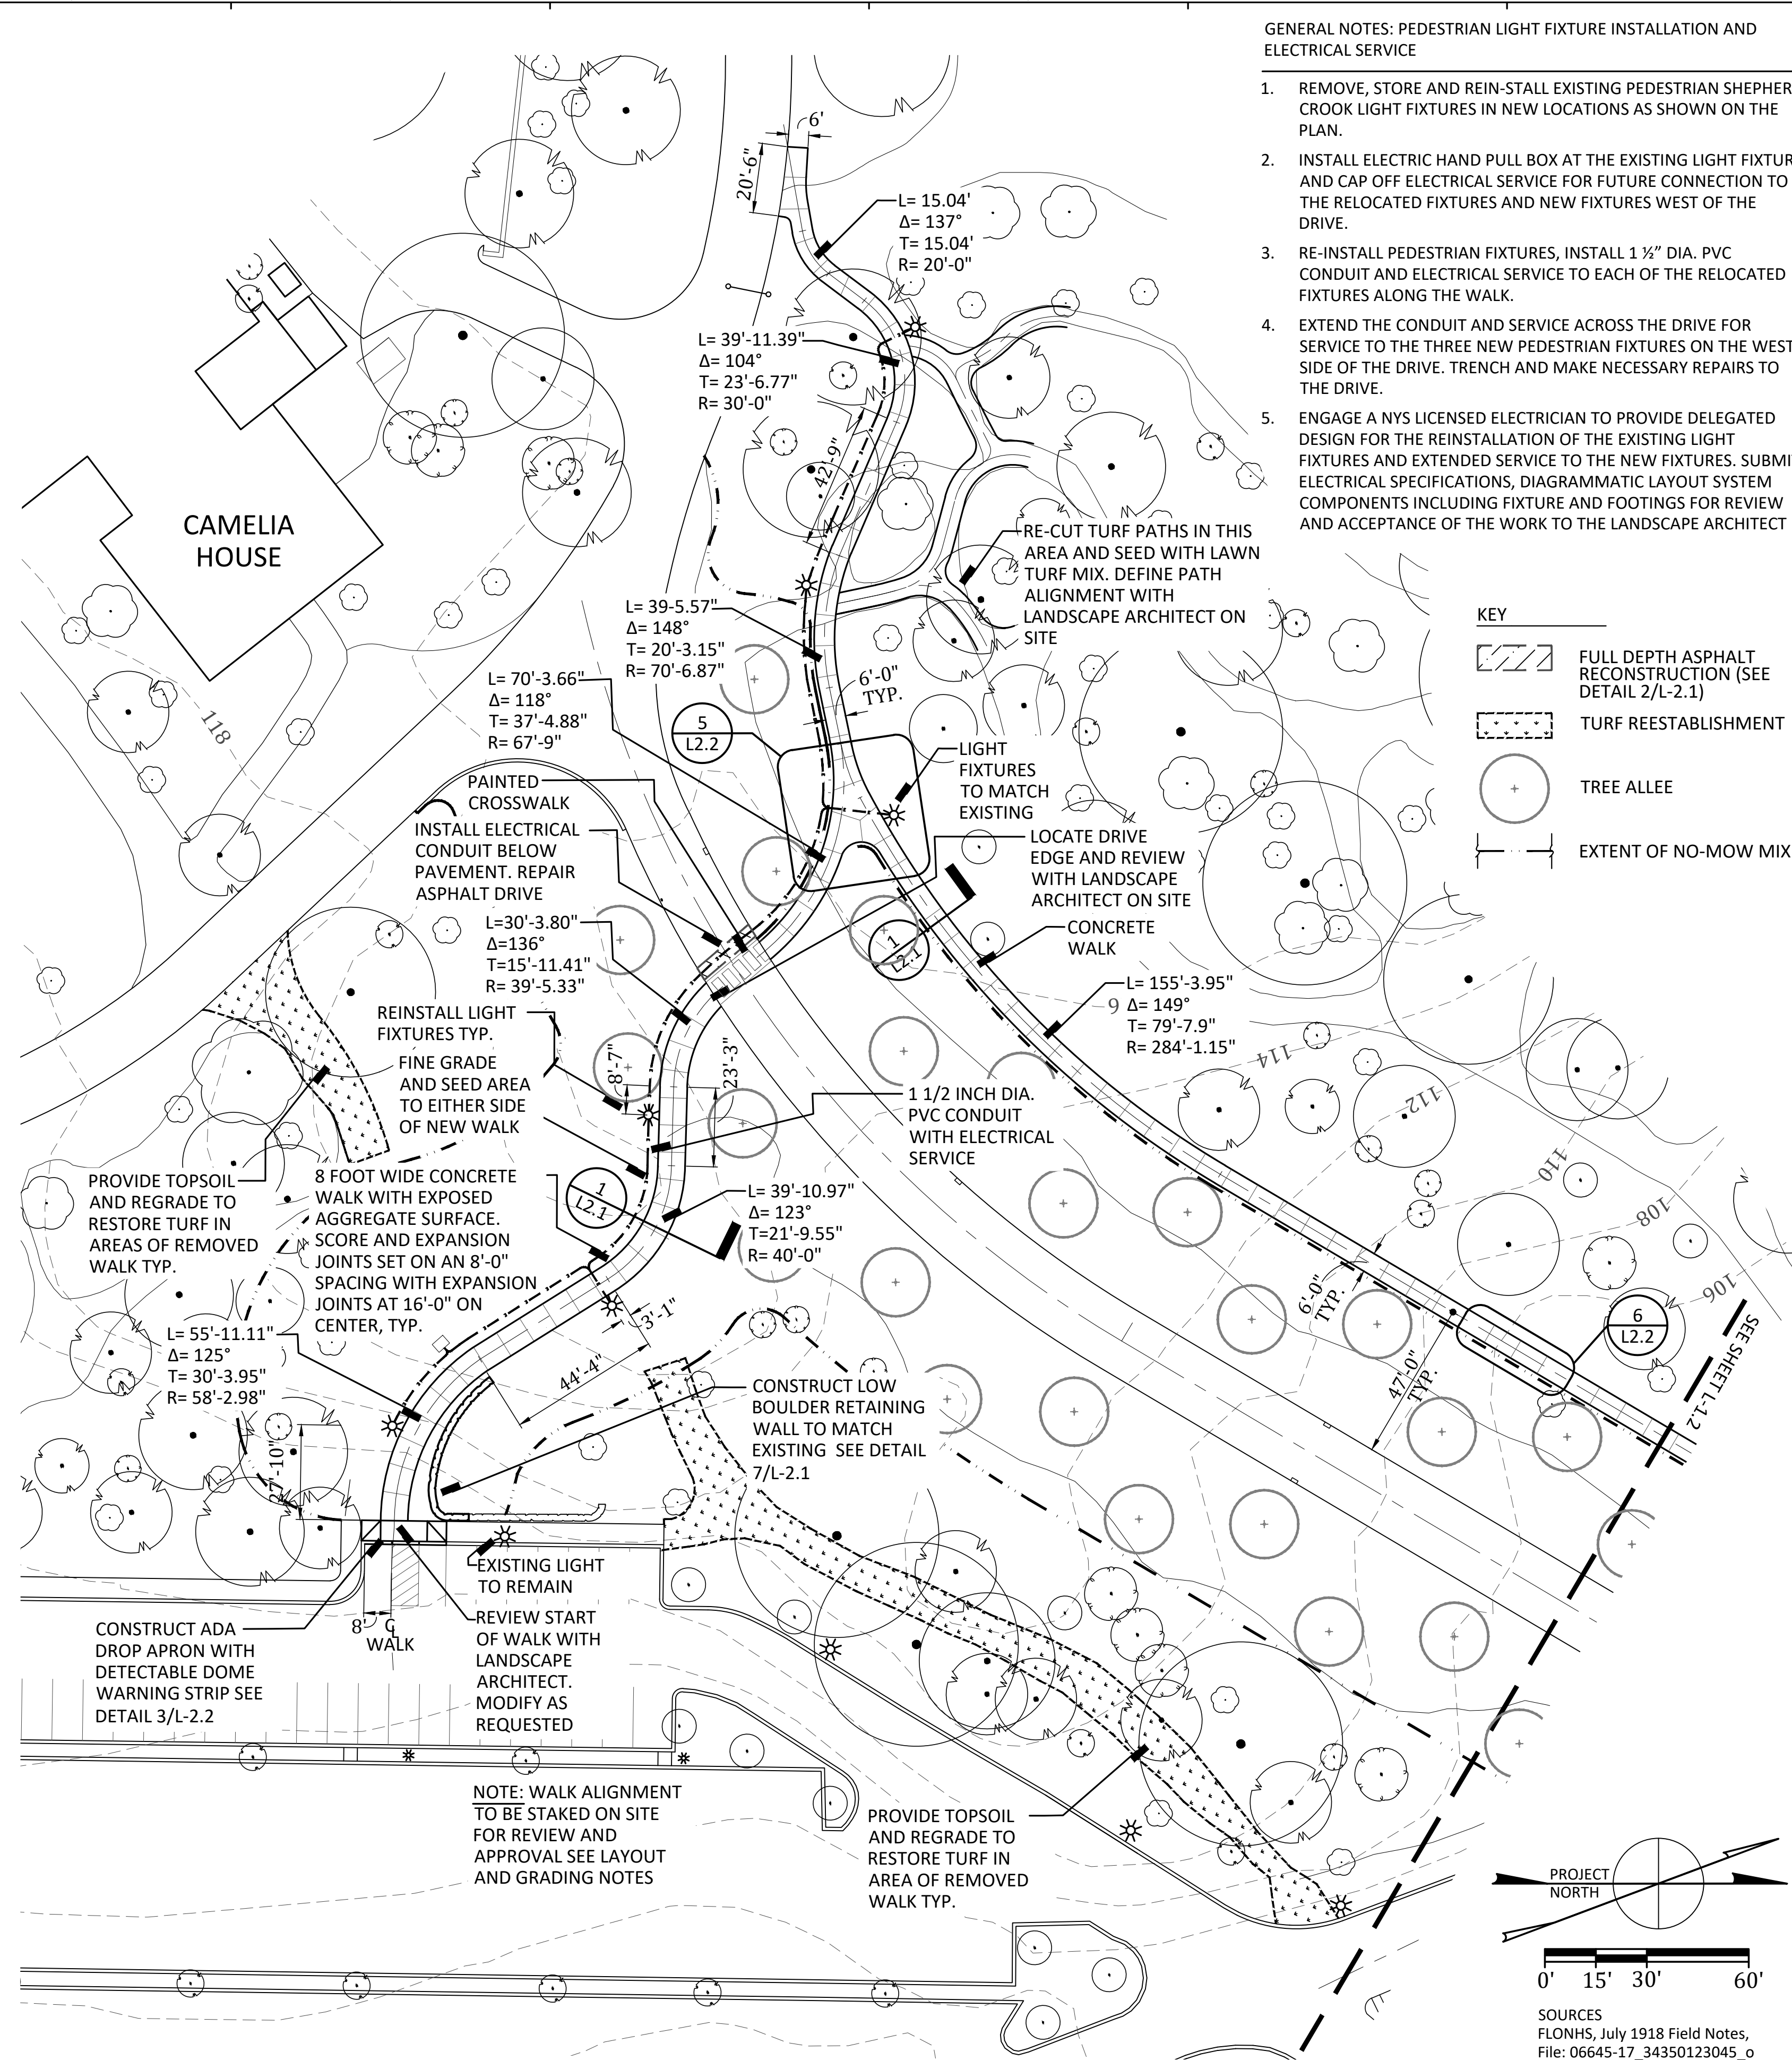 GENERAL NOTES: PEDESTRIAN LIGHT FIXTURE INSTALLATION AND
ELECTRICAL SERVICE
1. REMOVE, STORE AND REIN-STALL EXISTING PEDESTRIAN SHEPHER
CROOK LIGHT FIXTURES IN NEW LOCATIONS AS SHOWN ON THE
PLAN.
2. INSTALL ELECTRIC HAND PULL BOX AT THE EXISTING LIGHT FIXTUR
AND CAP OFF ELECTRICAL SERVICE FOR FUTURE CONNECTION TO
THE RELOCATED FIXTURES AND NEW FIXTURES WEST OF THE
DRIVE.
3. RE-INSTALL PEDESTRIAN FIXTURES, INSTALL 1 ½” DIA. PVC
CONDUIT AND ELECTRICAL SERVICE TO EACH OF THE RELOCATED
FIXTURES ALONG THE WALK.
4. EXTEND THE CONDUIT AND SERVICE ACROSS THE DRIVE FOR
SERVICE TO THE THREE NEW PEDESTRIAN FIXTURES ON THE WEST
SIDE OF THE DRIVE. TRENCH AND MAKE NECESSARY REPAIRS TO
THE DRIVE.
5. ENGAGE A NYS LICENSED ELECTRICIAN TO PROVIDE DELEGATED
DESIGN FOR THE REINSTALLATION OF THE EXISTING LIGHT
FIXTURES AND EXTENDED SERVICE TO THE NEW FIXTURES. SUBMI
ELECTRICAL SPECIFICATIONS, DIAGRAMMATIC LAYOUT SYSTEM
COMPONENTS INCLUDING FIXTURE AND FOOTINGS FOR REVIEW
AND ACCEPTANCE OF THE WORK TO THE LANDSCAPE ARCHITECT
6'
20'-6"
L= 15.04'
Δ= 137°
T= 15.04'
R= 20'-0"
L= 39'-11.39"
Δ= 104°
T= 23'-6.77"
R= 30'-0"
42'-9"
CAMELIA
HOUSE
RE-CUT TURF PATHS IN THIS
AREA AND SEED WITH LAWN
TURF MIX. DEFINE PATH
ALIGNMENT WITH
LANDSCAPE ARCHITECT ON
SITE
L= 39-5.57"
Δ= 148°
T= 20'-3.15"
R= 70'-6.87"
6'-0"
TYP.
L= 70'-3.66"
Δ= 118°
T= 37'-4.88"
R= 67'-9"
118
5
L2.2
KEY
FULL DEPTH ASPHALT
RECONSTRUCTION (SEE
DETAIL 2/L-2.1)
TURF REESTABLISHMENT
TREE ALLEE
EXTENT OF NO-MOW MIX
LIGHT
FIXTURES
TO MATCH
EXISTING
PAINTED
CROSSWALK
INSTALL ELECTRICAL
CONDUIT BELOW
PAVEMENT. REPAIR
ASPHALT DRIVE
LOCATE DRIVE
EDGE AND REVIEW
WITH LANDSCAPE
ARCHITECT ON SITE
CONCRETE
WALK
1
L2.1
L=30'-3.80"
Δ=136°
T=15'-11.41"
R= 39'-5.33"
L= 155'-3.95"
Δ= 149°
T= 79'-7.9"
R= 284'-1.15"
9
REINSTALL LIGHT
FIXTURES TYP.
FINE GRADE
AND SEED AREA
TO EITHER SIDE
OF NEW WALK
8'-7"
23'-3"
114
112
110
108
106
1 1/2 INCH DIA.
PVC CONDUIT
WITH ELECTRICAL
SERVICE
PROVIDE TOPSOIL
AND REGRADE TO
RESTORE TURF IN
AREAS OF REMOVED
WALK TYP.
8 FOOT WIDE CONCRETE
WALK WITH EXPOSED
AGGREGATE SURFACE.
SCORE AND EXPANSION
JOINTS SET ON AN 8'-0"
SPACING WITH EXPANSION
JOINTS AT 16'-0" ON
CENTER, TYP.
1
L2.1
L= 39'-10.97"
Δ= 123°
T=21'-9.55"
R= 40'-0"
3'-1"
44'-4"
6'-0"
TYP.
47'-0"
TYP.
6
L2.2
SEE SHEET L-1.2
L= 55'-11.11"
Δ= 125°
T= 30'-3.95"
R= 58'-2.98"
27'-10"
CONSTRUCT LOW
BOULDER RETAINING
WALL TO MATCH
EXISTING SEE DETAIL
7/L-2.1
EXISTING LIGHT
TO REMAIN
CONSTRUCT ADA
DROP APRON WITH
DETECTABLE DOME
WARNING STRIP SEE
DETAIL 3/L-2.2
8'
CL
WALK
REVIEW START
OF WALK WITH
LANDSCAPE
ARCHITECT.
MODIFY AS
REQUESTED
NOTE: WALK ALIGNMENT
TO BE STAKED ON SITE
FOR REVIEW AND
APPROVAL SEE LAYOUT
AND GRADING NOTES
PROVIDE TOPSOIL
AND REGRADE TO
RESTORE TURF IN
AREA OF REMOVED
WALK TYP.
PROJECT
NORTH
0' 15' 30' 60'
SOURCES
FLONHS, July 1918 Field Notes,
File: 06645-17_34350123045_o